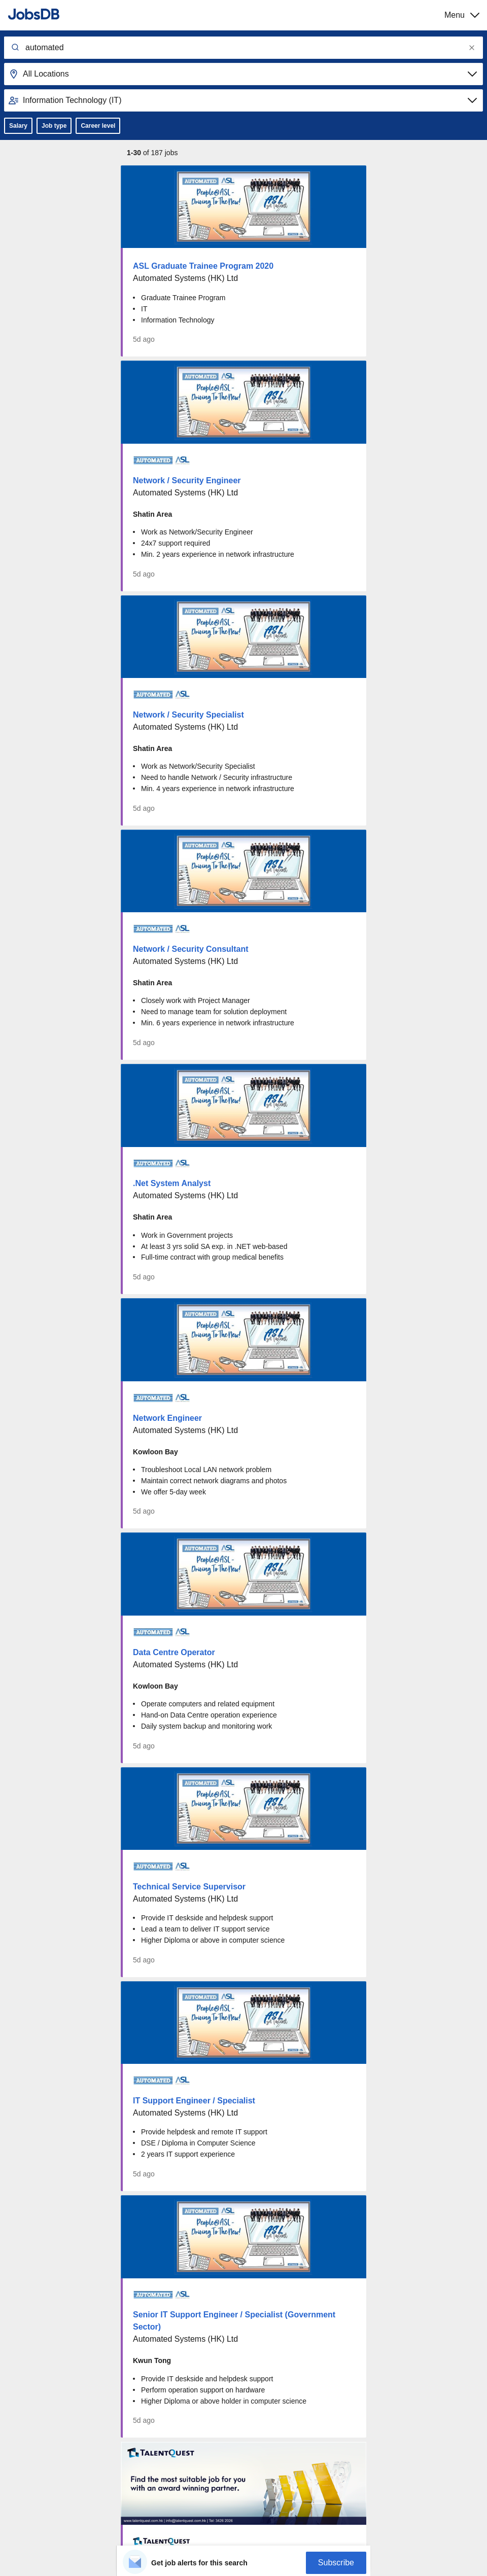 JobsDB
Menu
automated
All Locations
Information Technology (IT)
Salary
Job type
Career level
1-30 of 187 jobs
AUTOMATED ASL
People@ASL -
Driving To The New!
ASL Graduate Trainee Program 2020
Automated Systems (HK) Ltd
• Graduate Trainee Program
• IT
• Information Technology
5d ago
AUTOMATED ASL
People@ASL -
Driving To The New!
AUTOMATED ASL
Network / Security Engineer
Automated Systems (HK) Ltd
Shatin Area
• Work as Network/Security Engineer
• 24x7 support required
• Min. 2 years experience in network infrastructure
5d ago
AUTOMATED ASL
People@ASL -
Driving To The New!
AUTOMATED ASL
Network / Security Specialist
Automated Systems (HK) Ltd
Shatin Area
• Work as Network/Security Specialist
• Need to handle Network / Security infrastructure
• Min. 4 years experience in network infrastructure
5d ago
AUTOMATED ASL
People@ASL -
Driving To The New!
AUTOMATED ASL
Network / Security Consultant
Automated Systems (HK) Ltd
Shatin Area
• Closely work with Project Manager
• Need to manage team for solution deployment
• Min. 6 years experience in network infrastructure
5d ago
AUTOMATED ASL
People@ASL -
Driving To The New!
AUTOMATED ASL
.Net System Analyst
Automated Systems (HK) Ltd
Shatin Area
• Work in Government projects
• At least 3 yrs solid SA exp. in .NET web-based
• Full-time contract with group medical benefits
5d ago
AUTOMATED ASL
People@ASL -
Driving To The New!
AUTOMATED ASL
Network Engineer
Automated Systems (HK) Ltd
Kowloon Bay
• Troubleshoot Local LAN network problem
• Maintain correct network diagrams and photos
• We offer 5-day week
5d ago
AUTOMATED ASL
People@ASL -
Driving To The New!
AUTOMATED ASL
Data Centre Operator
Automated Systems (HK) Ltd
Kowloon Bay
• Operate computers and related equipment
• Hand-on Data Centre operation experience
• Daily system backup and monitoring work
5d ago
AUTOMATED ASL
People@ASL -
Driving To The New!
AUTOMATED ASL
Technical Service Supervisor
Automated Systems (HK) Ltd
• Provide IT deskside and helpdesk support
• Lead a team to deliver IT support service
• Higher Diploma or above in computer science
5d ago
AUTOMATED ASL
People@ASL -
Driving To The New!
AUTOMATED ASL
IT Support Engineer / Specialist
Automated Systems (HK) Ltd
• Provide helpdesk and remote IT support
• DSE / Diploma in Computer Science
• 2 years IT support experience
5d ago
AUTOMATED ASL
People@ASL -
Driving To The New!
AUTOMATED ASL
Senior IT Support Engineer / Specialist (Government
Sector)
Automated Systems (HK) Ltd
Kwun Tong
• Provide IT deskside and helpdesk support
• Perform operation support on hardware
• Higher Diploma or above holder in computer science
5d ago
TALENTQUEST
Find the most suitable job for you
with an award winning Partner.
TALENTQUEST
Get job alerts for this search
Subscribe